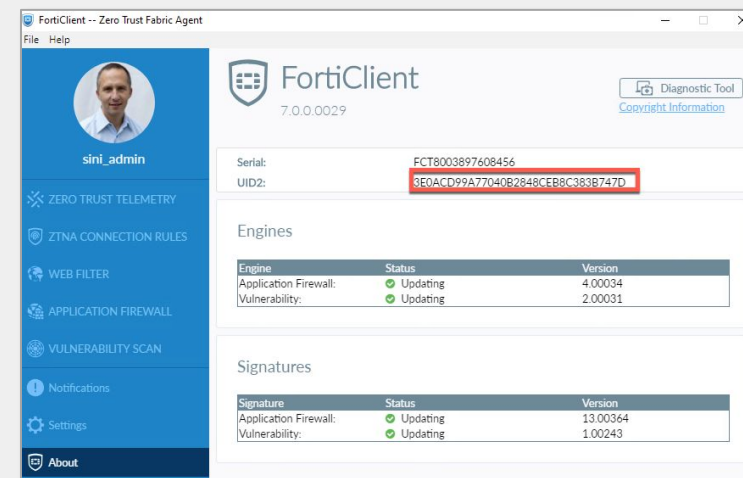 FortiClient -- Zero Trust Fabric Agent
File Help
sini_admin
ZERO TRUST TELEMETRY
ZTNA CONNECTION RULES
WEB FILTER
APPLICATION FIREWALL
VULNERABILITY SCAN
Notifications
Settings
About
FortiClient
7.0.0.0029
Diagnostic Tool
Copyright Information
Serial: FCT8003897608456
UID2: 3E0ACD99A77040B2848CEB8C383B747D
Engines
Engine Status Version
Application Firewall: Updating 4.00034
Vulnerability: Updating 2.00031
Signatures
Signature Status Version
Application Firewall: Updating 13.00364
Vulnerability: Updating 1.00243